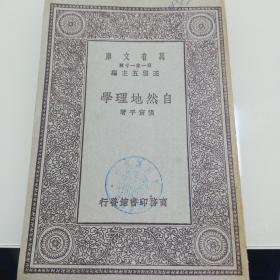 萬有文庫
第一集一千種
王雲五主編
自然地理學
張資平著
商務印書館發行